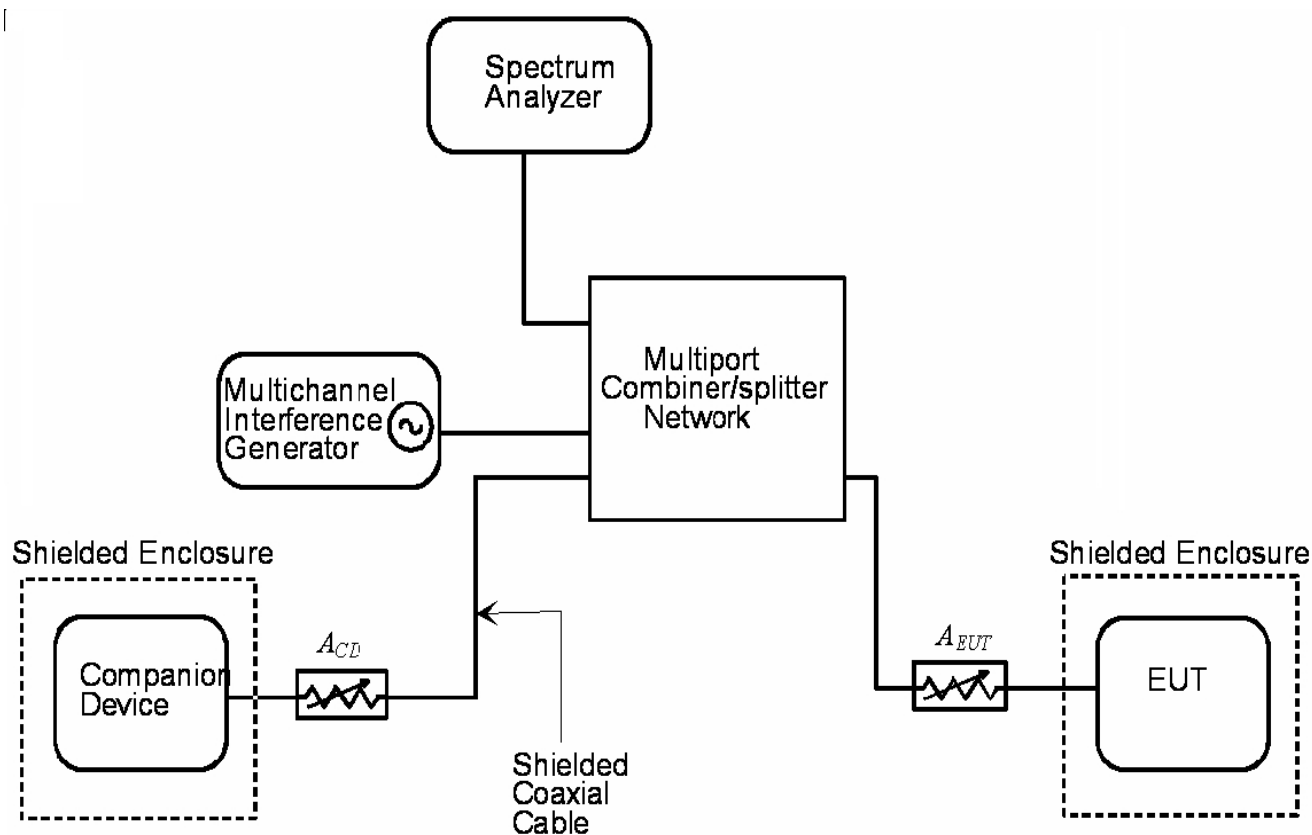 Spectrum
Analyzer
Multiport
Combiner/splitter
Network
Multichannel
Interference
Generator
Shielded Enclosure
Shielded Enclosure
A_CD
A_EUT
Companion
Device
EUT
Shielded
Coaxial
Cable